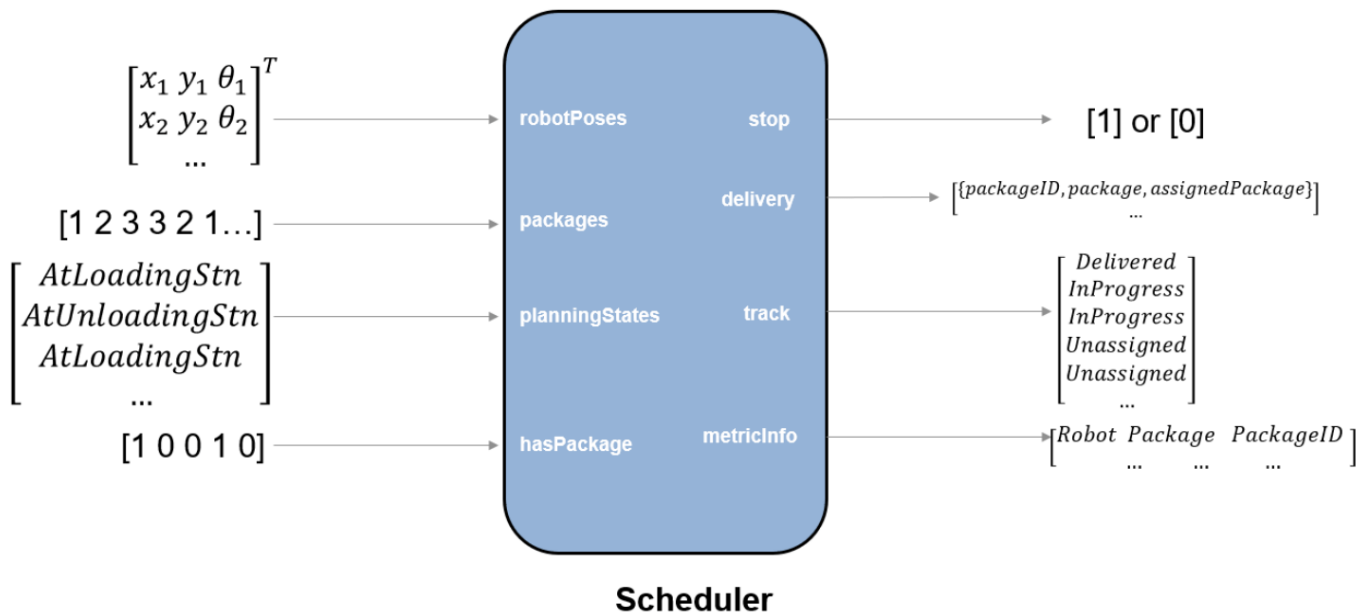 [x₁ y₁ θ₁
x₂ y₂ θ₂
...]ᵀ
robotPoses
[1 2 3 3 2 1…]
packages
[AtLoadingStn
AtUnloadingStn
AtLoadingStn
...]
planningStates
[1 0 0 1 0]
hasPackage
stop
[1] or [0]
delivery
[{packageID, package, assignedPackage}
...]
track
[Delivered
InProgress
InProgress
Unassigned
Unassigned
...]
metricInfo
[Robot Package PackageID
... ... ...]
Scheduler